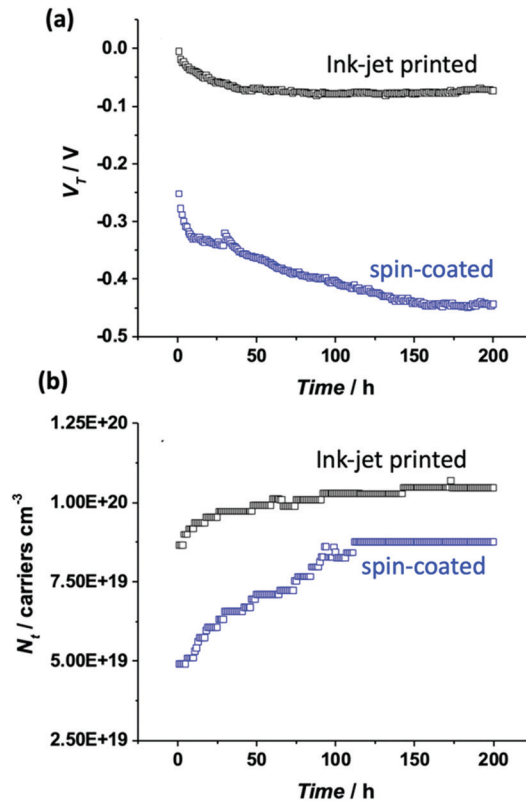 (a)
0.0
Ink-jet printed
-0.1
-0.2
V_T / V
-0.3
spin-coated
-0.4
-0.5
0 50 100 150 200
Time / h
(b)
1.25E+20
Ink-jet printed
1.00E+20
N_t / carriers cm⁻³
7.50E+19
spin-coated
5.00E+19
2.50E+19
0 50 100 150 200
Time / h